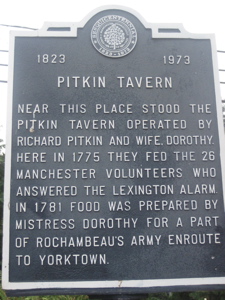 1823 1973
PITKIN TAVERN
NEAR THIS PLACE STOOD THE
PITKIN TAVERN OPERATED BY
RICHARD PITKIN AND WIFE, DOROTHY.
HERE IN 1775 THEY FED THE 26
MANCHESTER VOLUNTEERS WHO
ANSWERED THE LEXINGTON ALARM.
IN 1781 FOOD WAS PREPARED BY
MISTRESS DOROTHY FOR A PART
OF ROCHAMBEAU'S ARMY ENROUTE
TO YORKTOWN.